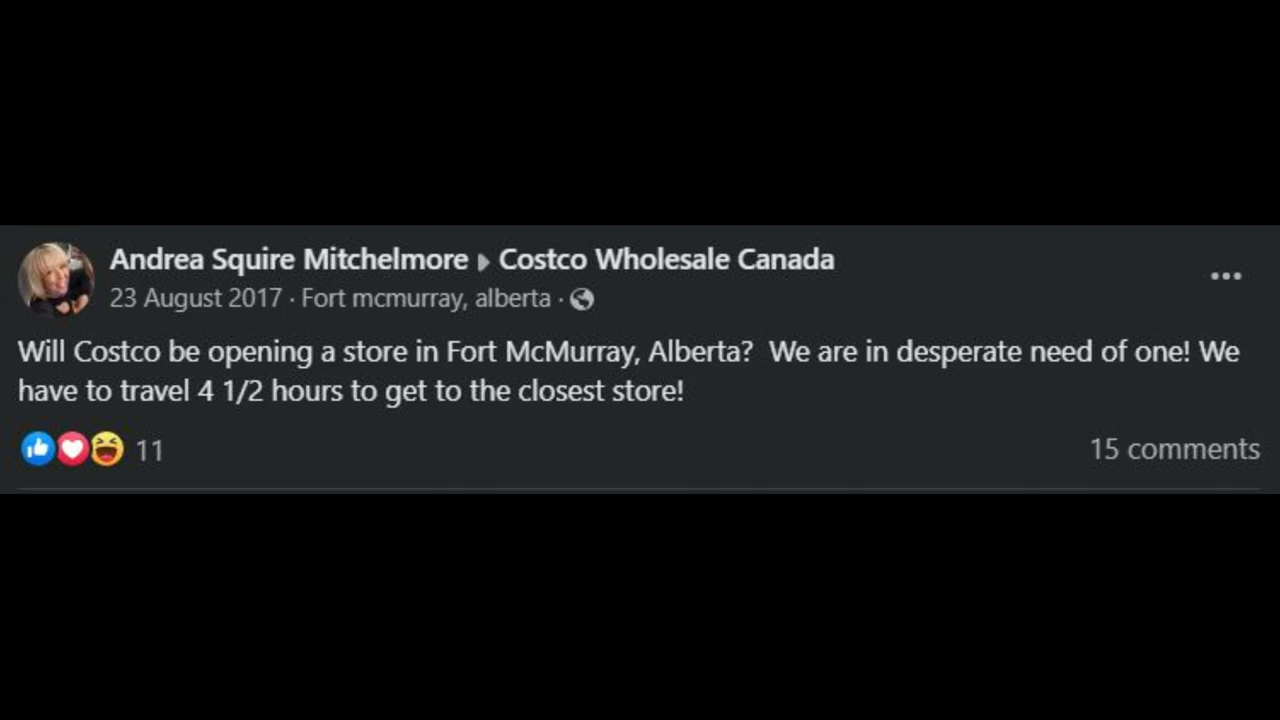 Andrea Squire Mitchelmore ▸ Costco Wholesale Canada
23 August 2017 · Fort mcmurray, alberta ·
Will Costco be opening a store in Fort McMurray, Alberta?  We are in desperate need of one! We
have to travel 4 1/2 hours to get to the closest store!
11 15 comments